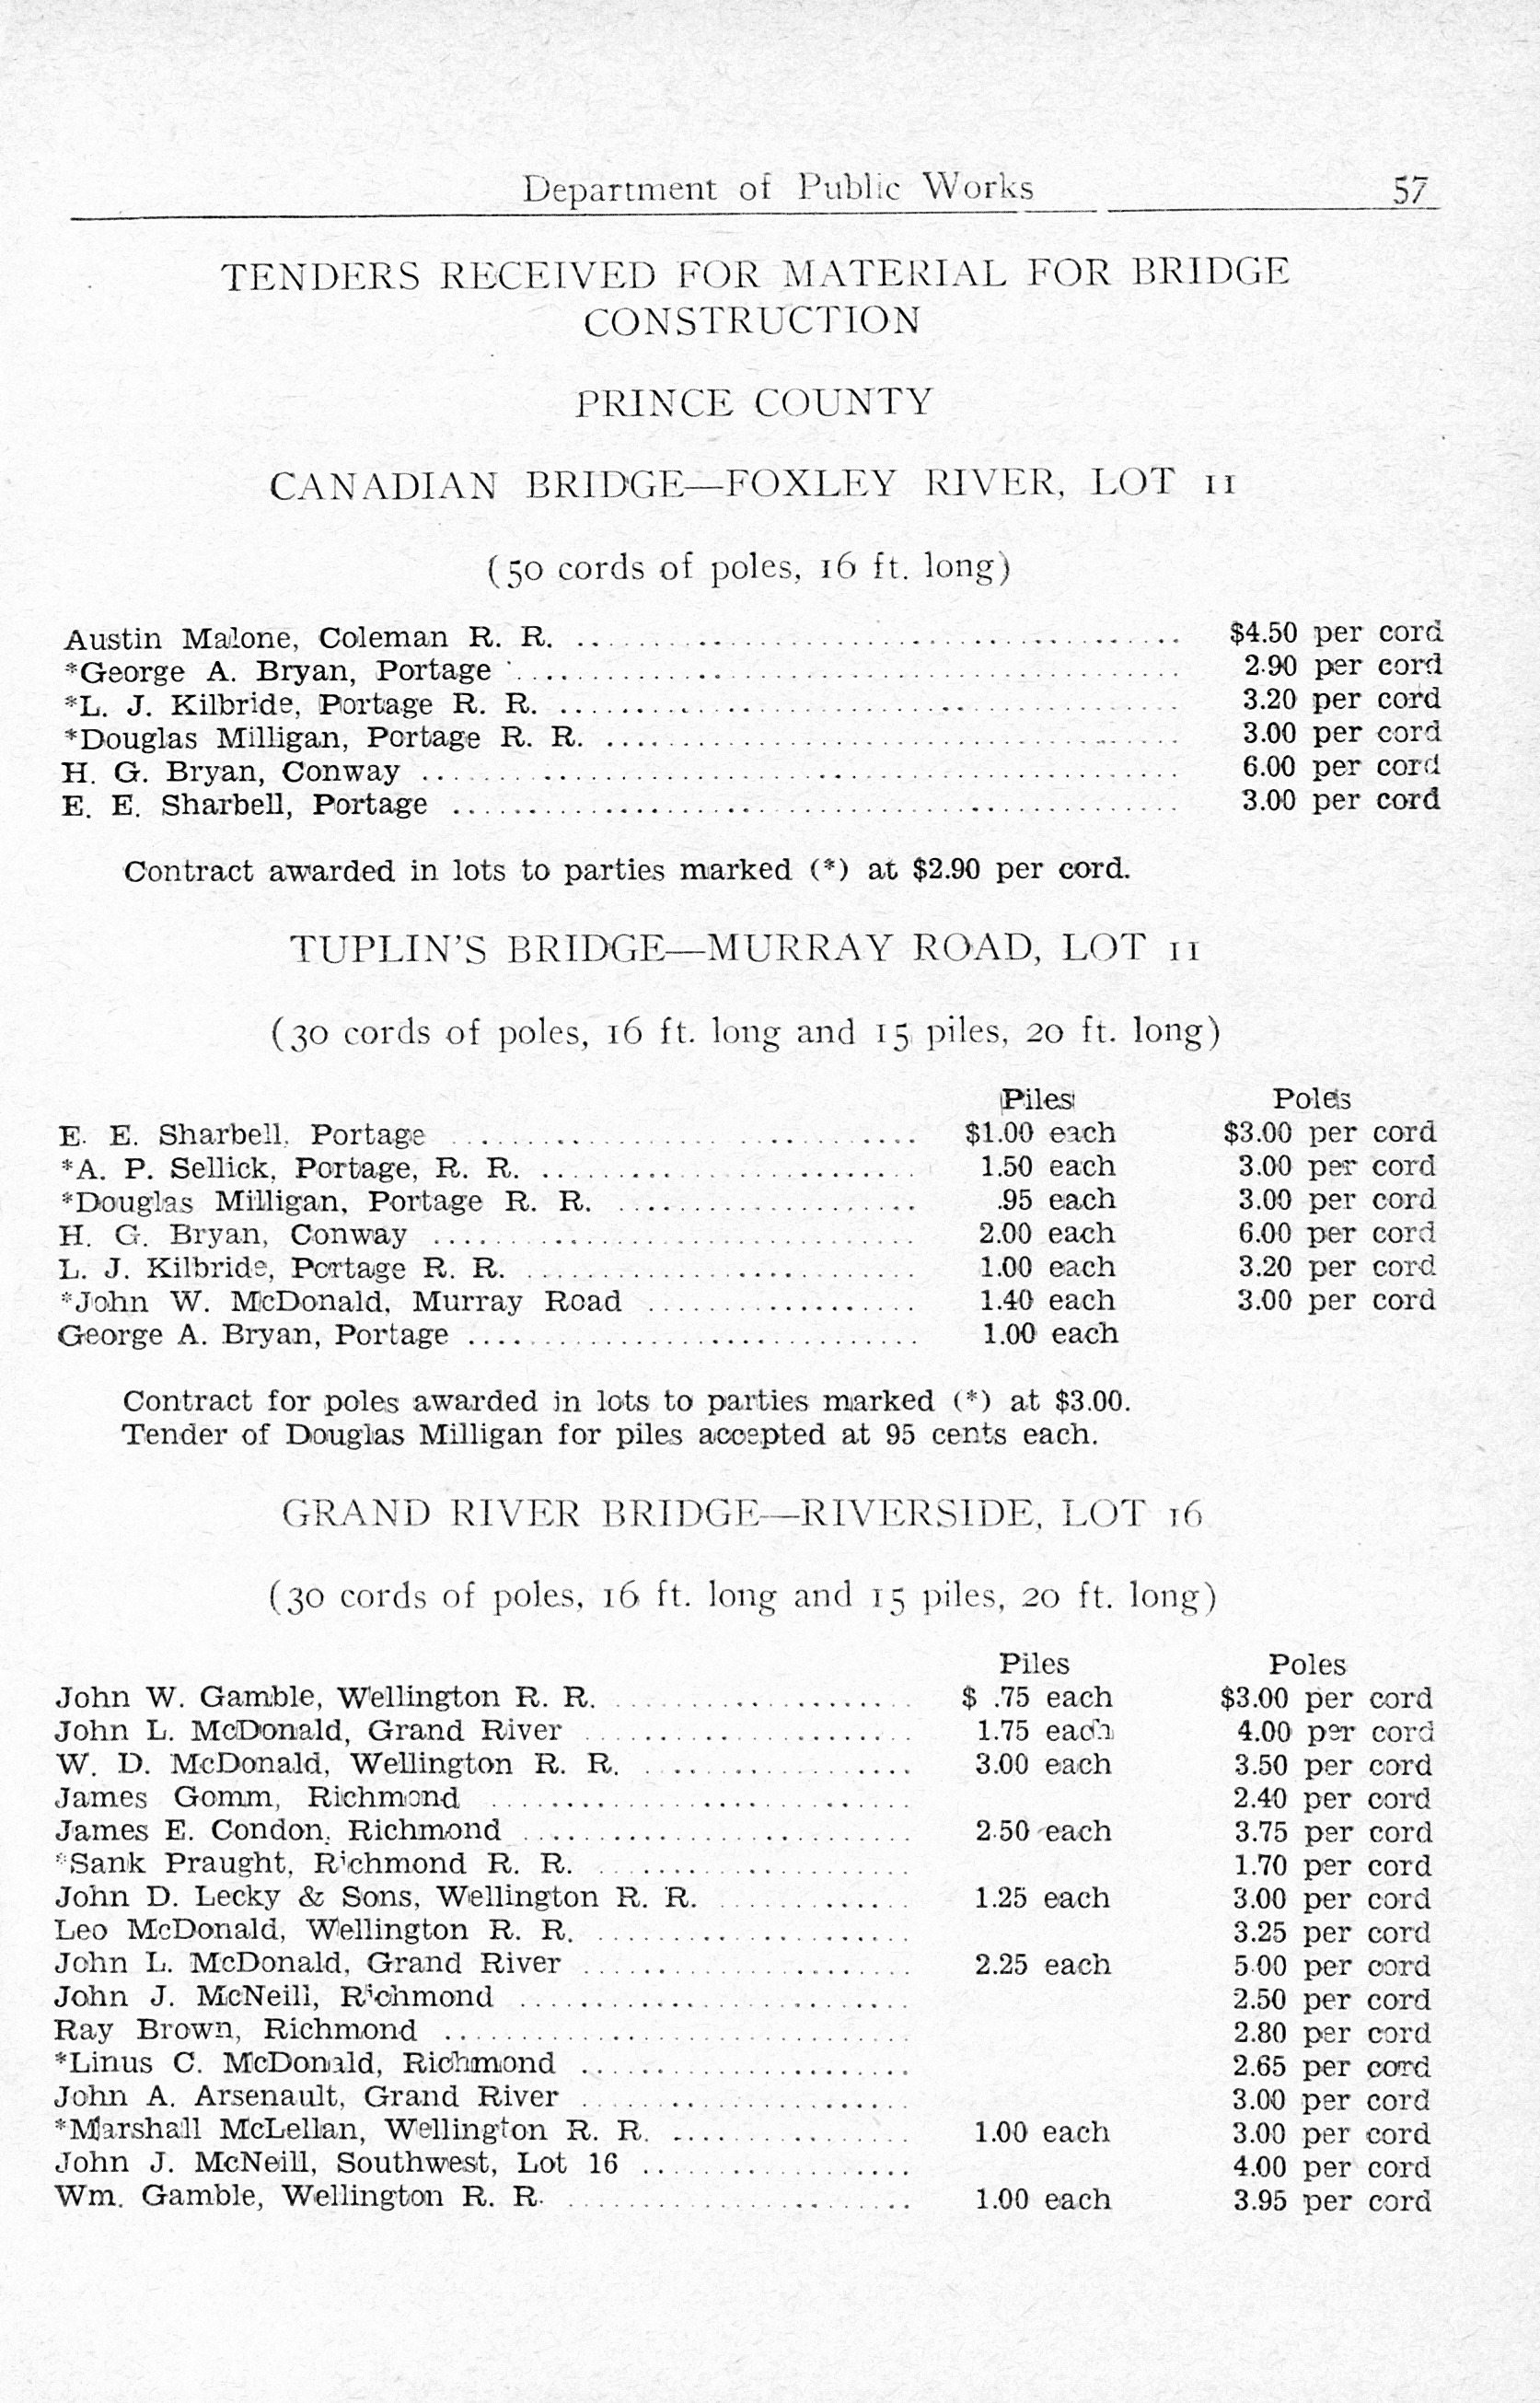 Department of Public Works 57
TENDERS RECEIVED FOR MATERIAL FOR BRIDGE
CONSTRUCTION
PRINCE COUNTY
CANADIAN BRIDGE—FOXLEY RIVER, LOT 11
(50 cords of poles, 16 ft. long)
Austin Malone, Coleman R. R. .......... $4.50 per cord
*George A. Bryan, Portage .......... 2.90 per cord
*L. J. Kilbride, Portage R. R. .......... 3.20 per cord
*Douglas Milligan, Portage R. R. .......... 3.00 per cord
H. G. Bryan, Conway .......... 6.00 per cord
E. E. Sharbell, Portage .......... 3.00 per cord
Contract awarded in lots to parties marked (*) at $2.90 per cord.
TUPLIN'S BRIDGE—MURRAY ROAD, LOT 11
(30 cords of poles, 16 ft. long and 15 piles, 20 ft. long)
Piles Poles
E. E. Sharbell, Portage .......... $1.00 each $3.00 per cord
*A. P. Sellick, Portage, R. R. .......... 1.50 each 3.00 per cord
*Douglas Milligan, Portage R. R. .......... .95 each 3.00 per cord
H. G. Bryan, Conway .......... 2.00 each 6.00 per cord
L. J. Kilbride, Portage R. R. .......... 1.00 each 3.20 per cord
*John W. McDonald, Murray Road .......... 1.40 each 3.00 per cord
George A. Bryan, Portage .......... 1.00 each
Contract for poles awarded in lots to parties marked (*) at $3.00.
Tender of Douglas Milligan for piles accepted at 95 cents each.
GRAND RIVER BRIDGE—RIVERSIDE, LOT 16
(30 cords of poles, 16 ft. long and 15 piles, 20 ft. long)
Piles Poles
John W. Gamble, Wellington R. R. .......... $ .75 each $3.00 per cord
John L. McDonald, Grand River .......... 1.75 each 4.00 per cord
W. D. McDonald, Wellington R. R. .......... 3.00 each 3.50 per cord
James Gomm, Richmond .......... 2.40 per cord
James E. Condon, Richmond .......... 2.50 each 3.75 per cord
*Sank Praught, Richmond R. R. .......... 1.70 per cord
John D. Lecky & Sons, Wellington R. R. .......... 1.25 each 3.00 per cord
Leo McDonald, Wellington R. R. .......... 3.25 per cord
John L. McDonald, Grand River .......... 2.25 each 5.00 per cord
John J. McNeill, Richmond .......... 2.50 per cord
Ray Brown, Richmond .......... 2.80 per cord
*Linus C. McDonald, Richmond .......... 2.65 per cord
John A. Arsenault, Grand River .......... 3.00 per cord
*Marshall McLellan, Wellington R. R. .......... 1.00 each 3.00 per cord
John J. McNeill, Southwest, Lot 16 .......... 4.00 per cord
Wm. Gamble, Wellington R. R. .......... 1.00 each 3.95 per cord